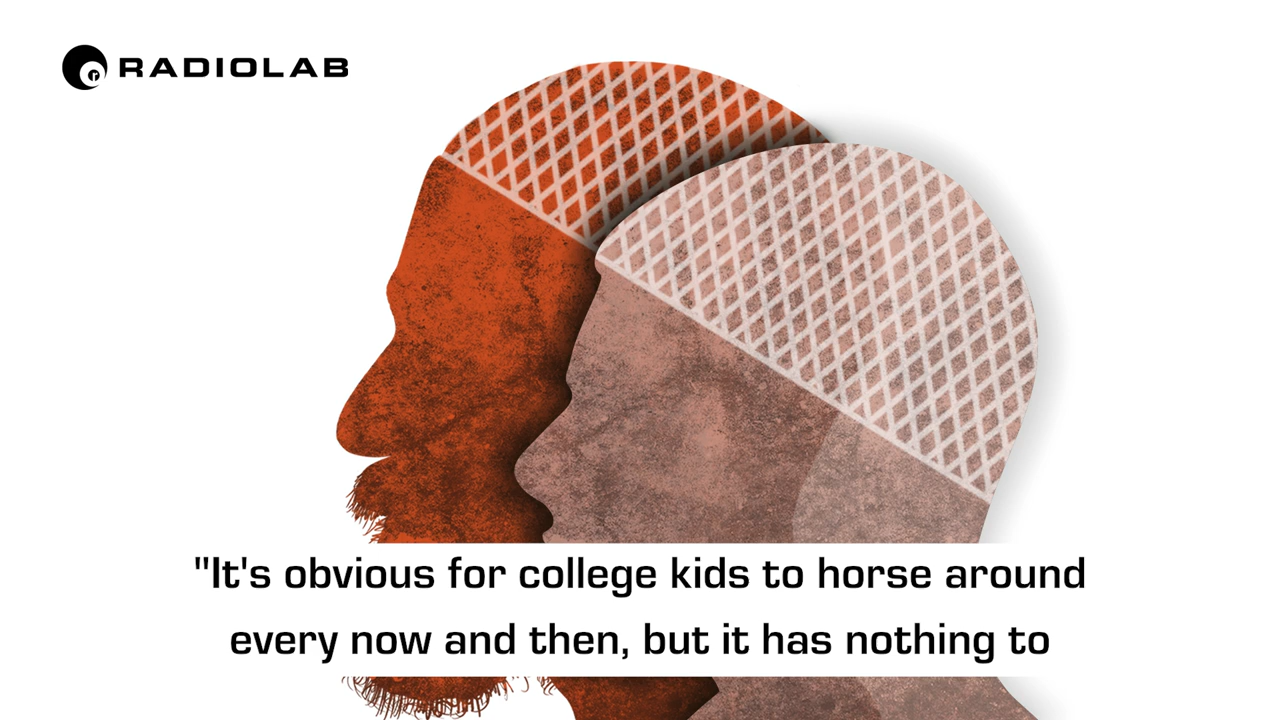 RADIOLAB
"It's obvious for college kids to horse around
every now and then, but it has nothing to